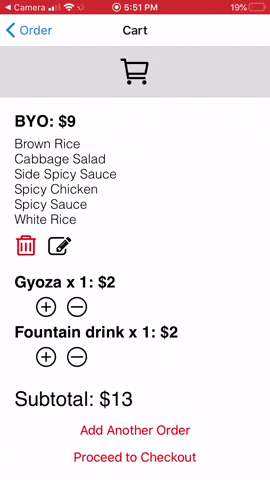 Camera 5:51 PM 19%
Order Cart
BYO: $9
Brown Rice
Cabbage Salad
Side Spicy Sauce
Spicy Chicken
Spicy Sauce
White Rice
Gyoza x 1: $2
Fountain drink x 1: $2
Subtotal: $13
Add Another Order
Proceed to Checkout